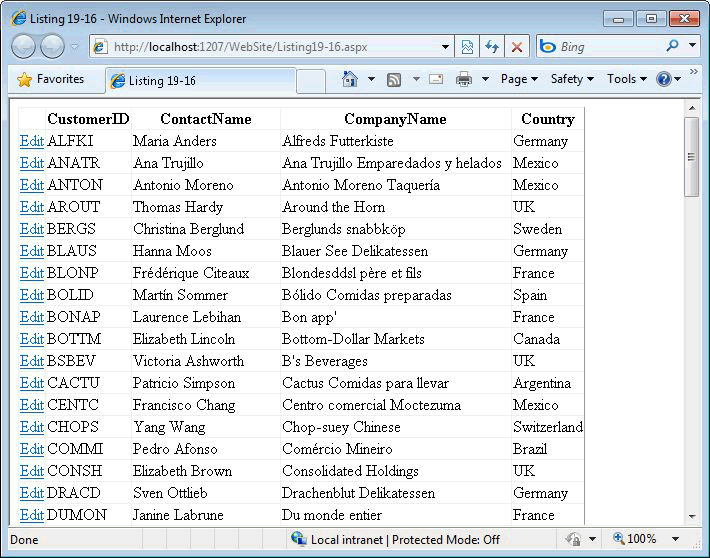 Listing 19-16 - Windows Internet Explorer
http://localhost:1207/WebSite/Listing19-16.aspx Bing
Favorites Listing 19-16 Page Safety Tools
CustomerID ContactName CompanyName Country
Edit ALFKI Maria Anders Alfreds Futterkiste Germany
Edit ANATR Ana Trujillo Ana Trujillo Emparedados y helados Mexico
Edit ANTON Antonio Moreno Antonio Moreno Taquería Mexico
Edit AROUT Thomas Hardy Around the Horn UK
Edit BERGS Christina Berglund Berglunds snabbköp Sweden
Edit BLAUS Hanna Moos Blauer See Delikatessen Germany
Edit BLONP Frédérique Citeaux Blondesddsl père et fils France
Edit BOLID Martín Sommer Bólido Comidas preparadas Spain
Edit BONAP Laurence Lebihan Bon app' France
Edit BOTTM Elizabeth Lincoln Bottom-Dollar Markets Canada
Edit BSBEV Victoria Ashworth B's Beverages UK
Edit CACTU Patricio Simpson Cactus Comidas para llevar Argentina
Edit CENTC Francisco Chang Centro comercial Moctezuma Mexico
Edit CHOPS Yang Wang Chop-suey Chinese Switzerland
Edit COMMI Pedro Afonso Comércio Mineiro Brazil
Edit CONSH Elizabeth Brown Consolidated Holdings UK
Edit DRACD Sven Ottlieb Drachenblut Delikatessen Germany
Edit DUMON Janine Labrune Du monde entier France
Done Local intranet | Protected Mode: Off 100%